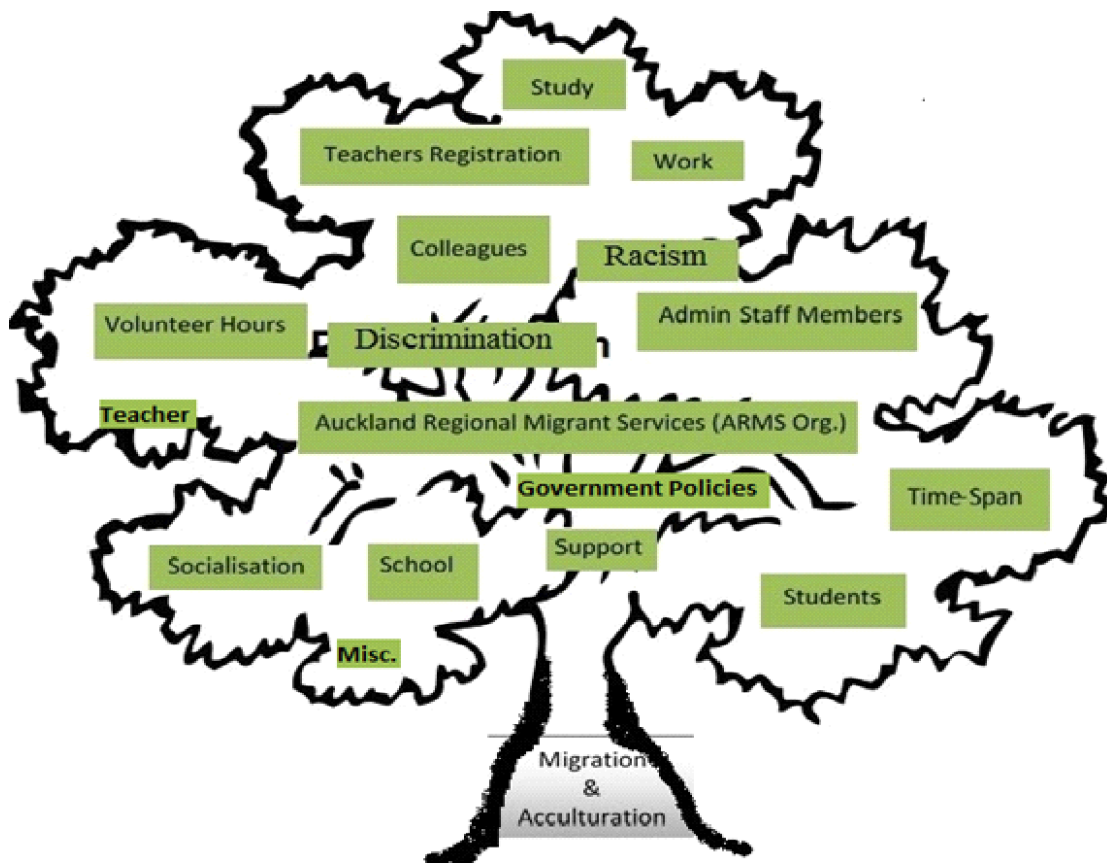 Study
Teachers Registration
Work
Colleagues
Racism
Volunteer Hours
Discrimination
Admin Staff Members
Teacher
Auckland Regional Migrant Services (ARMS Org.)
Government Policies
Time-Span
Socialisation
School
Support
Students
Misc.
Migration
&
Acculturation